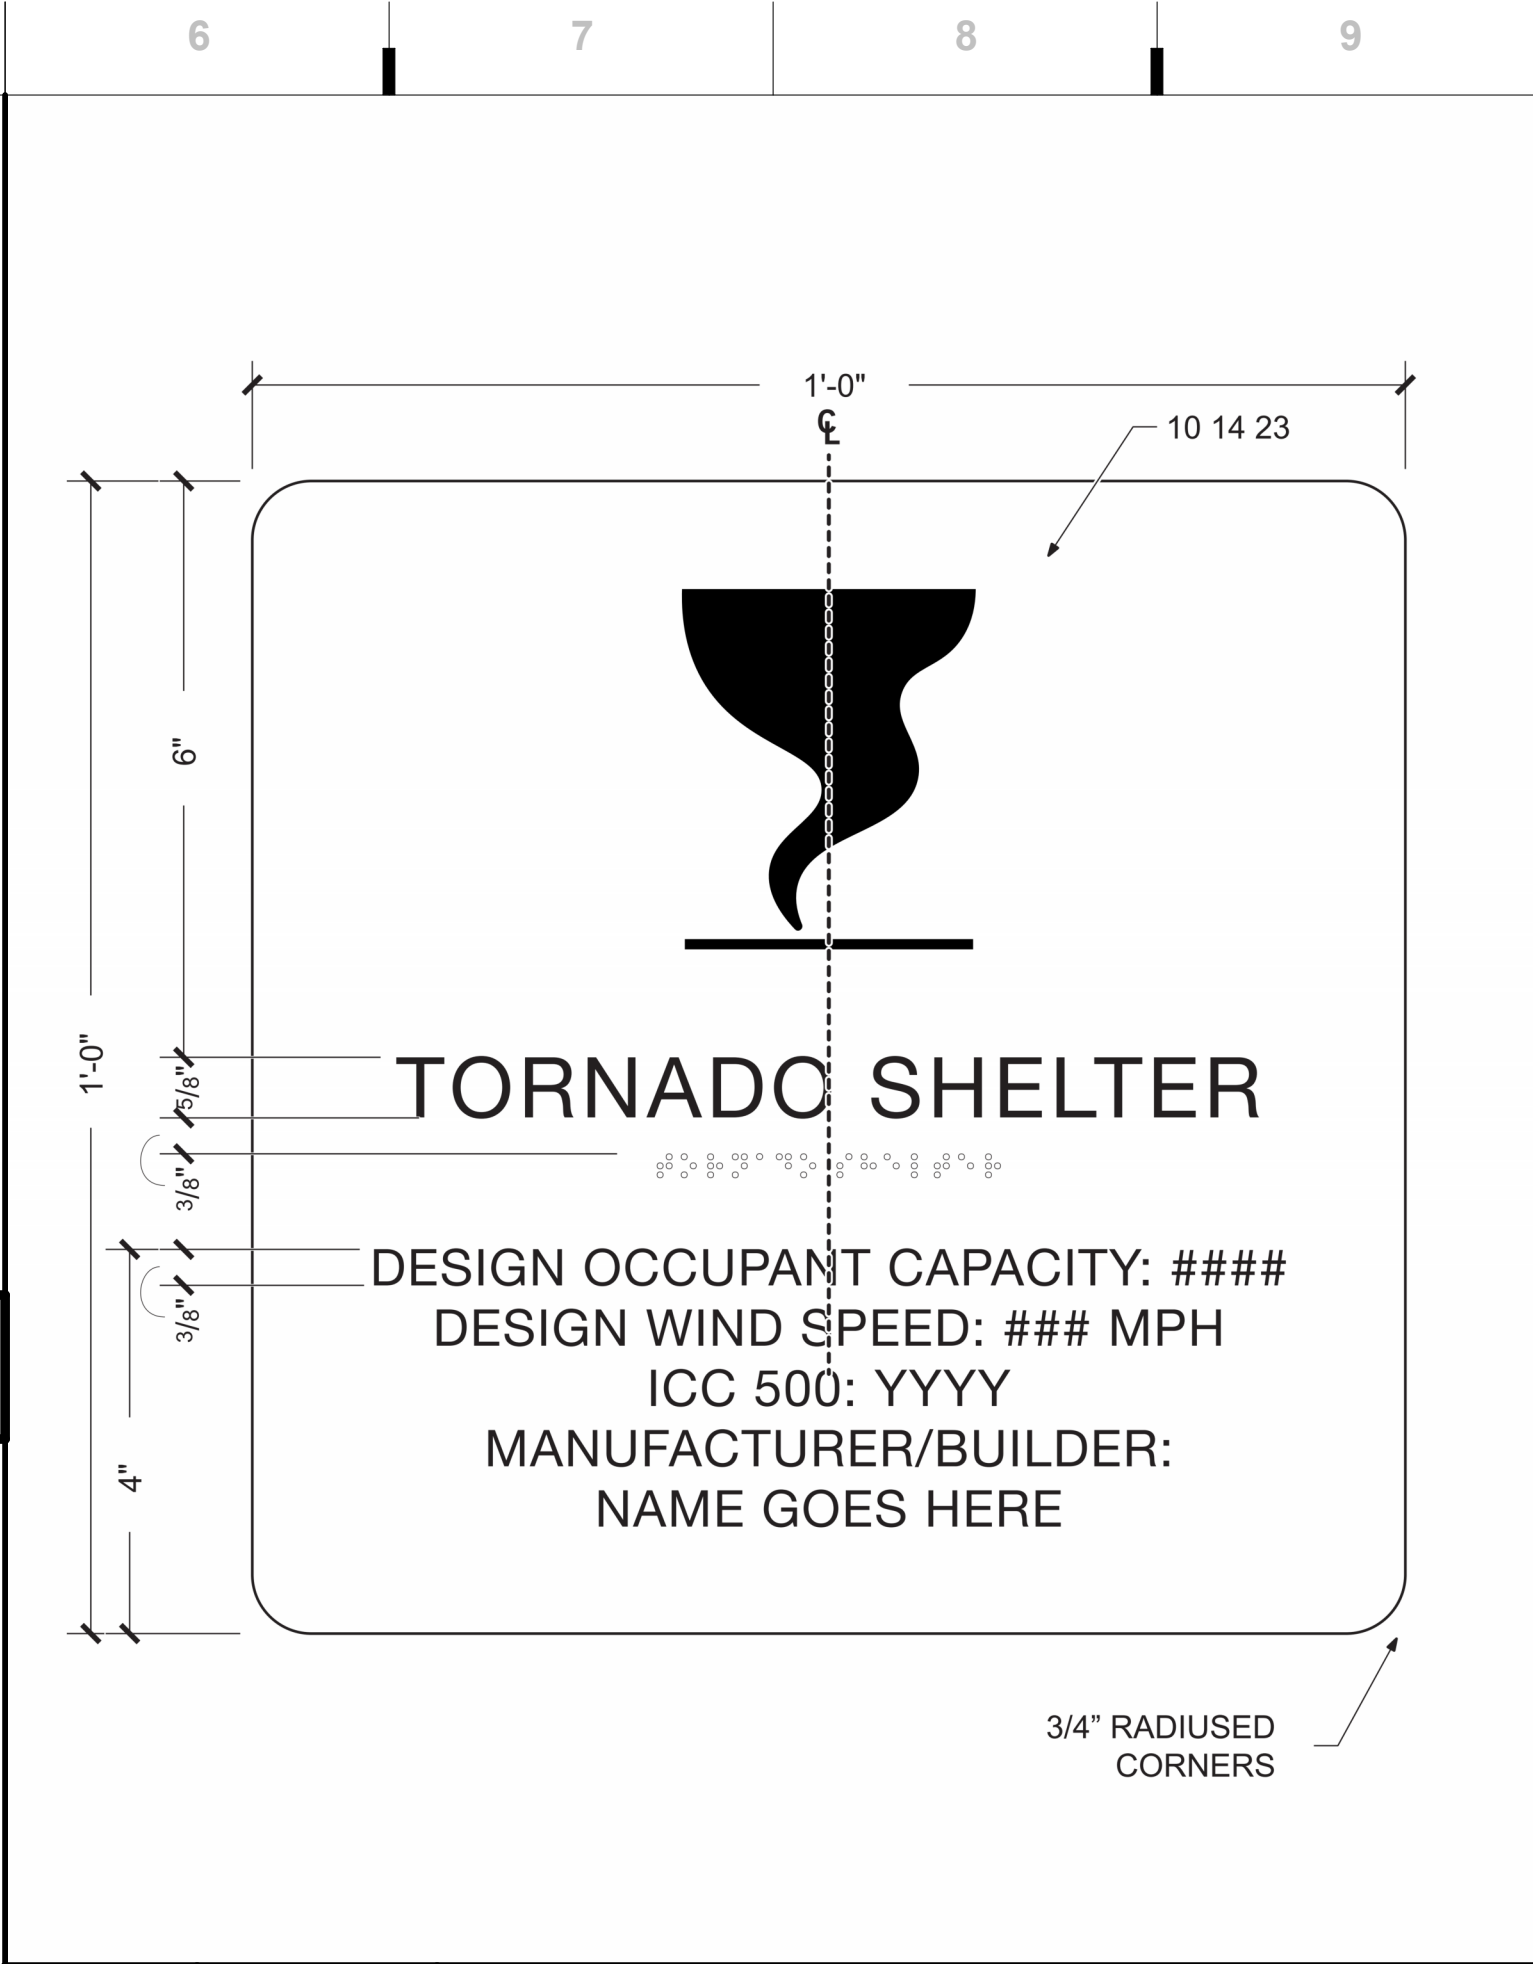 6 7 8 9
1'-0"
℄
10 14 23
6"
1'-0"
5/8"
TORNADO SHELTER
3/8"
DESIGN OCCUPANT CAPACITY: ####
3/8"
DESIGN WIND SPEED: ### MPH
ICC 500: YYYY
MANUFACTURER/BUILDER:
4"
NAME GOES HERE
3/4” RADIUSED
CORNERS